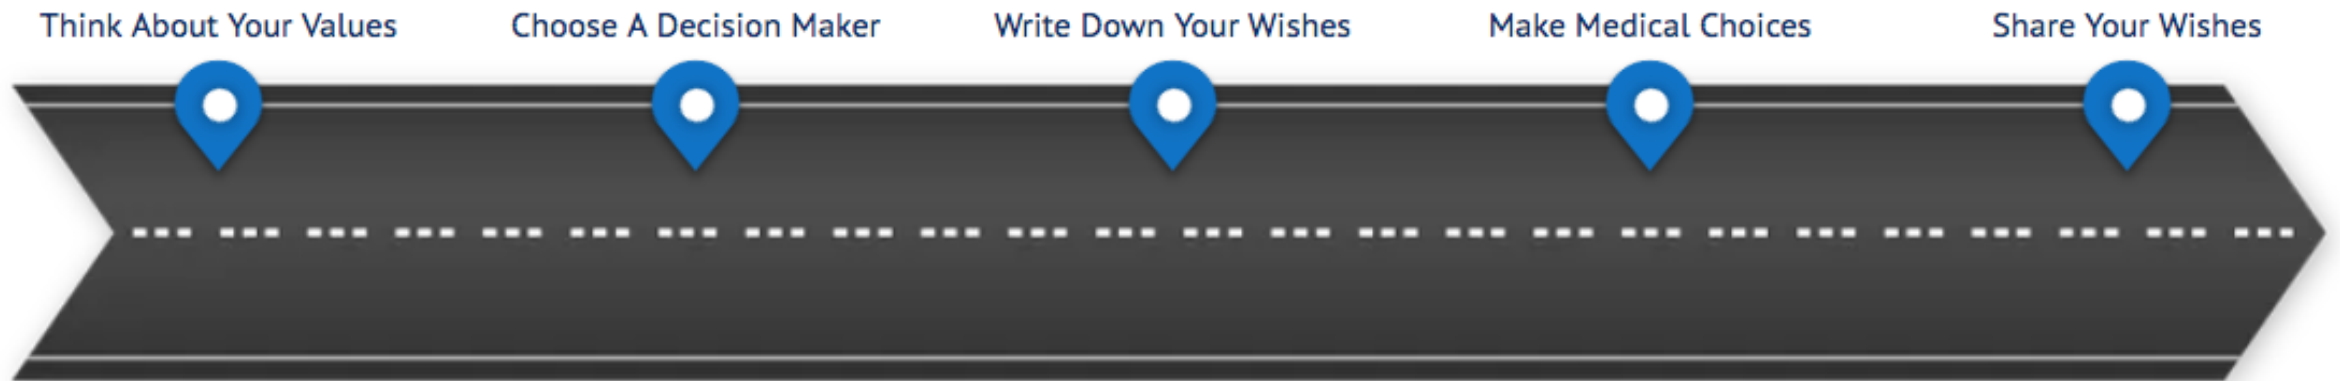 Think About Your Values
Choose A Decision Maker
Write Down Your Wishes
Make Medical Choices
Share Your Wishes